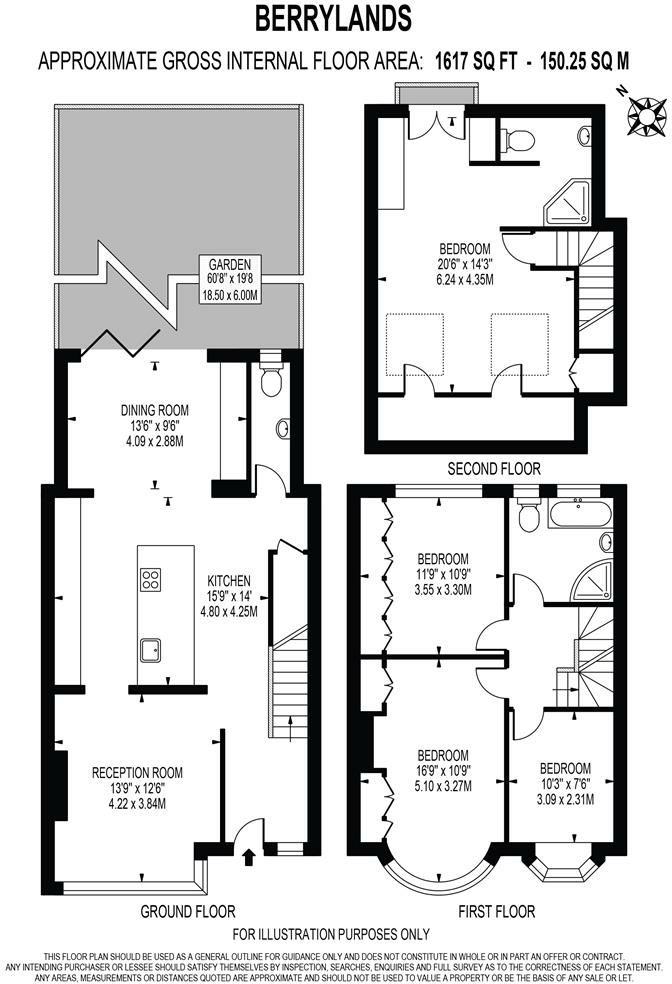 BERRYLANDS
APPROXIMATE GROSS INTERNAL FLOOR AREA: 1617 SQ FT - 150.25 SQ M
N
GARDEN
60'8" x 19'8
18.50 x 6.00M
DINING ROOM
13'6" x 9'6"
4.09 x 2.88M
KITCHEN
15'9" x 14'
4.80 x 4.25M
RECEPTION ROOM
13'9" x 12'6"
4.22 x 3.84M
GROUND FLOOR
BEDROOM
20'6" x 14'3"
6.24 x 4.35M
SECOND FLOOR
BEDROOM
11'9" x 10'9"
3.55 x 3.30M
BEDROOM
16'9" x 10'9"
5.10 x 3.27M
BEDROOM
10'3" x 7'6"
3.09 x 2.31M
FIRST FLOOR
FOR ILLUSTRATION PURPOSES ONLY
THIS FLOOR PLAN SHOULD BE USED AS A GENERAL OUTLINE FOR GUIDANCE ONLY AND DOES NOT CONSTITUTE IN WHOLE OR IN PART AN OFFER OR CONTRACT.
ANY INTENDING PURCHASER OR LESSEE SHOULD SATISFY THEMSELVES BY INSPECTION, SEARCHES, ENQUIRIES AND FULL SURVEY AS TO THE CORRECTNESS OF EACH STATEMENT.
ANY AREAS, MEASUREMENTS OR DISTANCES QUOTED ARE APPROXIMATE AND SHOULD NOT BE USED TO VALUE A PROPERTY OR BE THE BASIS OF ANY SALE OR LET.